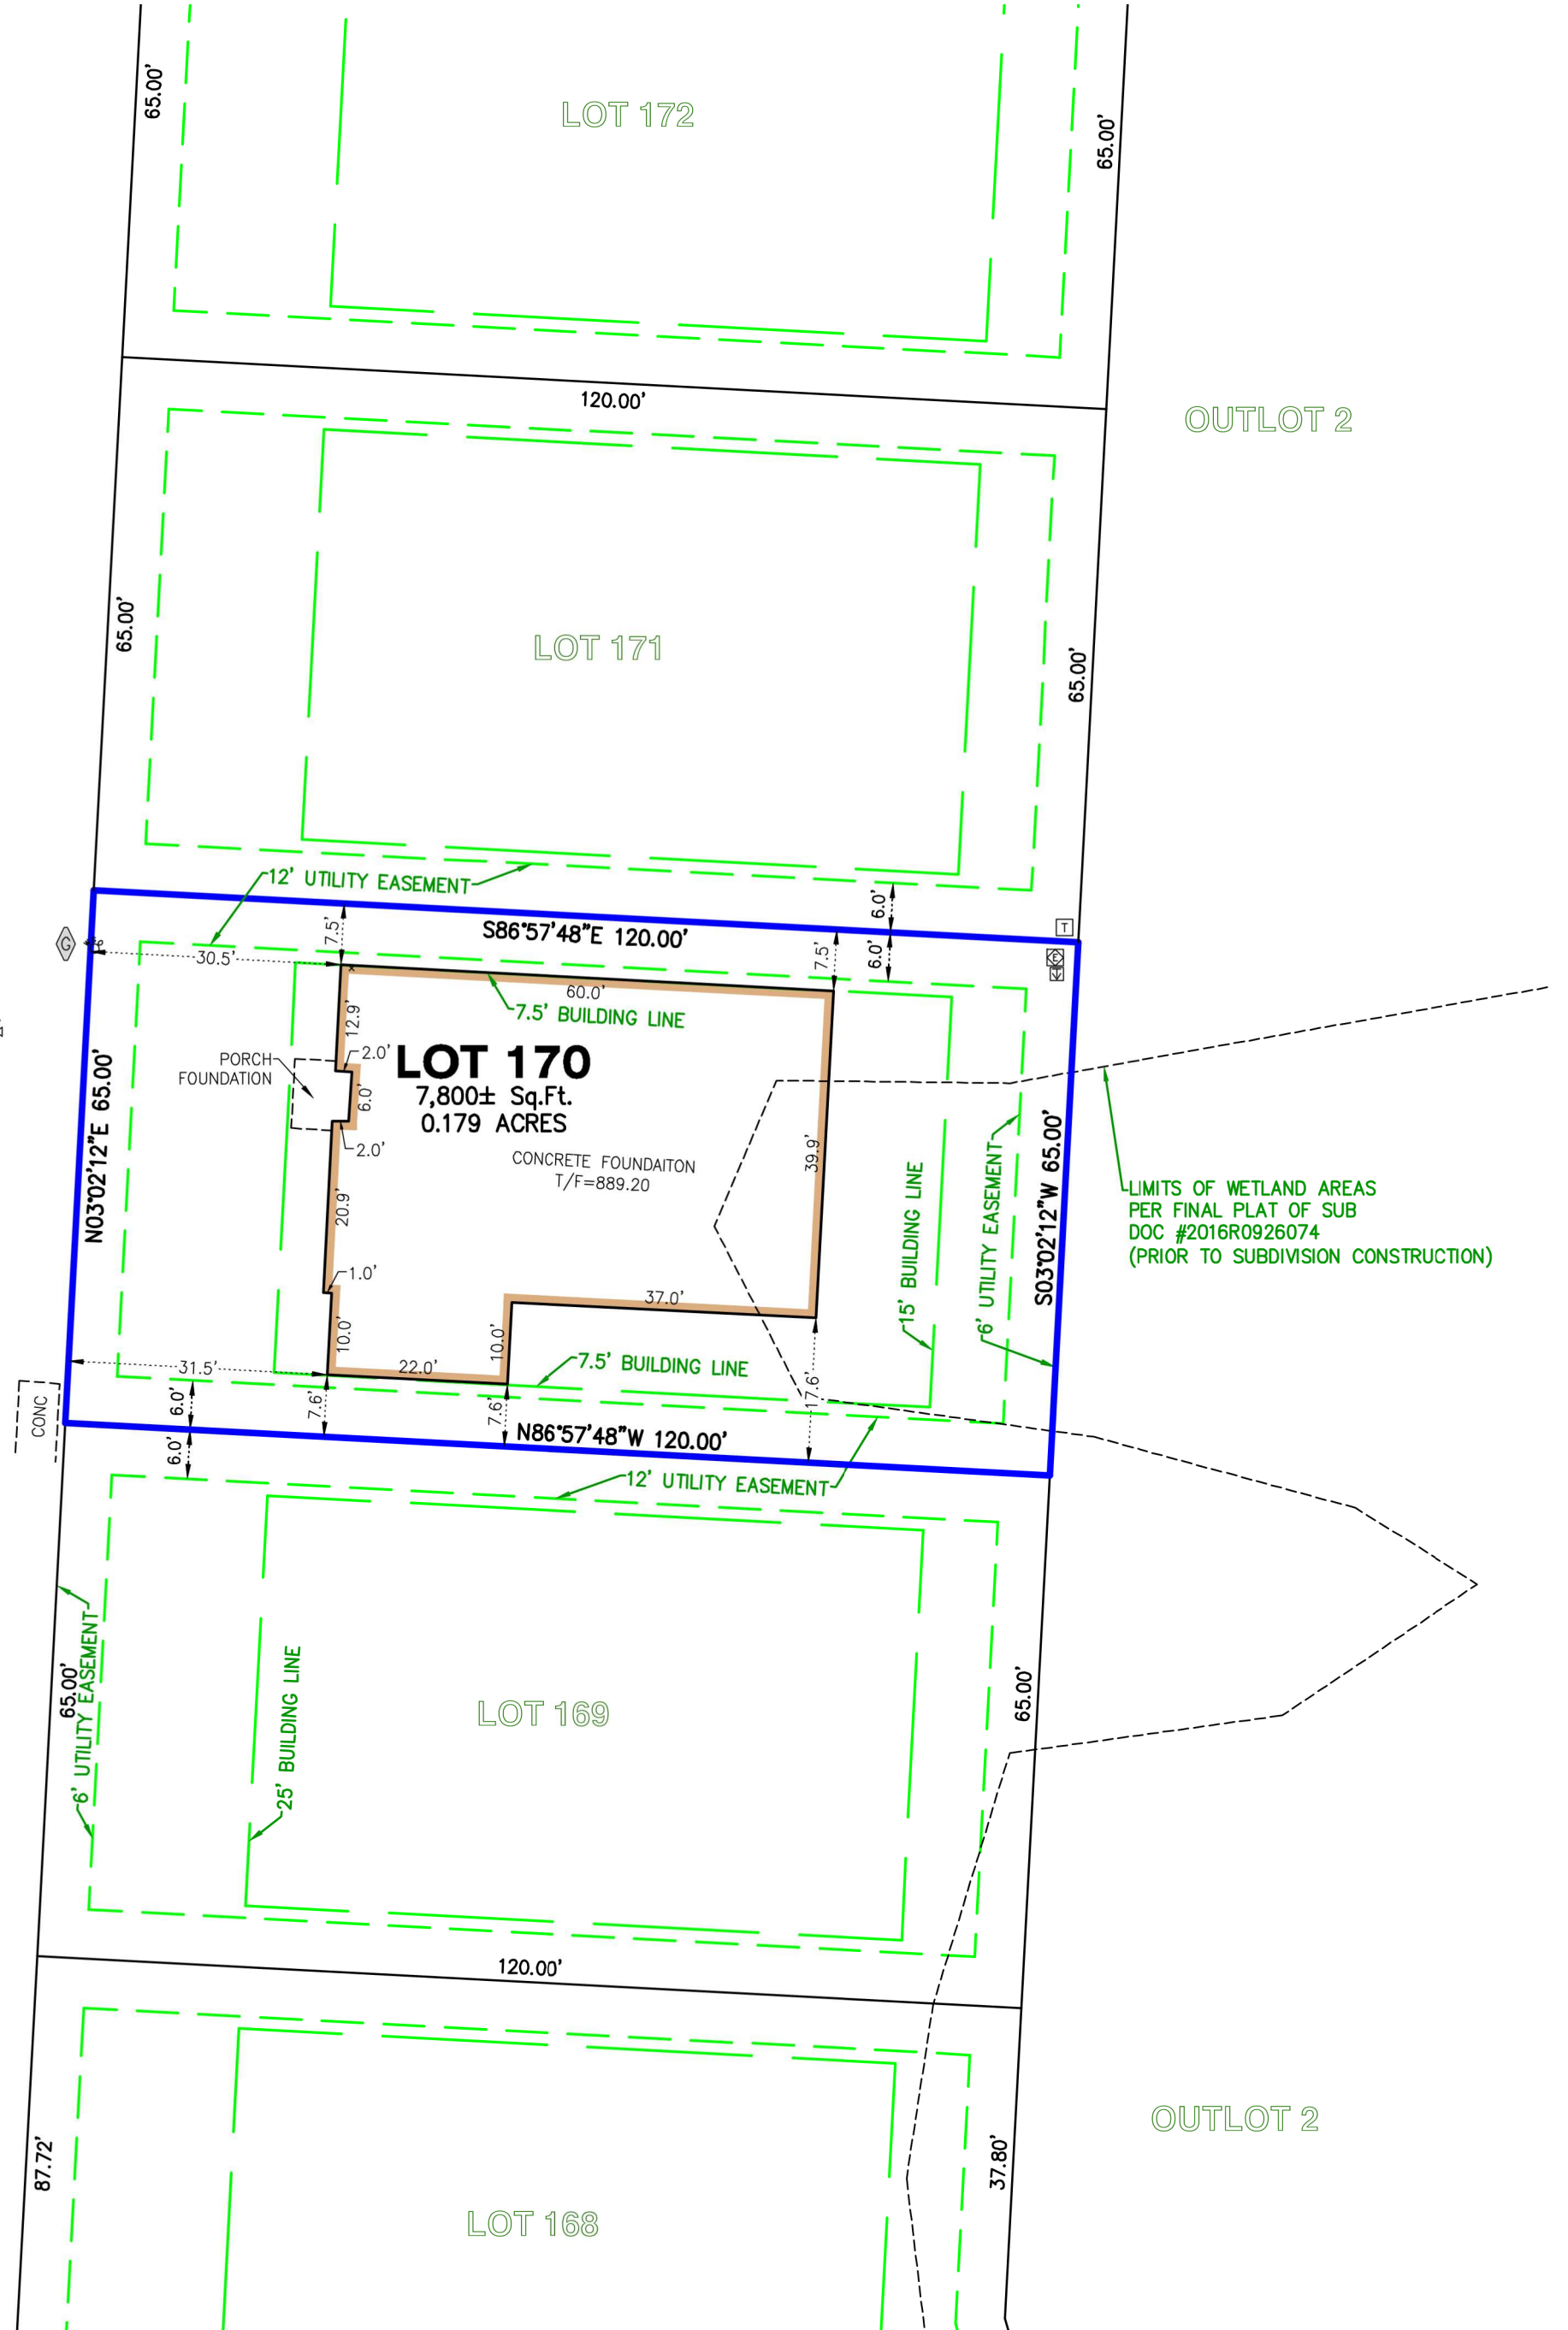 65.00'
LOT 172
65.00'
120.00'
OUTLOT 2
65.00'
LOT 171
65.00'
12' UTILITY EASEMENT
6.0'
7.5'
S86°57'48"E 120.00'
T
G
30.5'
7.5'
6.0'
E
60.0'
7.5' BUILDING LINE
12.9'
PORCH
FOUNDATION
2.0'
6.0'
2.0'
LOT 170
7,800± Sq.Ft.
0.179 ACRES
CONCRETE FOUNDAITON
T/F=889.20
39.9'
N03°02'12"E 65.00'
20.9'
1.0'
10.0'
10.0'
37.0'
15' BUILDING LINE
6' UTILITY EASEMENT
S03°02'12"W 65.00'
LIMITS OF WETLAND AREAS
PER FINAL PLAT OF SUB
DOC #2016R0926074
(PRIOR TO SUBDIVISION CONSTRUCTION)
31.5'
22.0'
7.5' BUILDING LINE
CONC
6.0'
7.6'
7.6'
17.6'
N86°57'48"W 120.00'
6.0'
12' UTILITY EASEMENT
6' UTILITY EASEMENT
65.00'
25' BUILDING LINE
LOT 169
65.00'
120.00'
87.72'
LOT 168
37.80'
OUTLOT 2